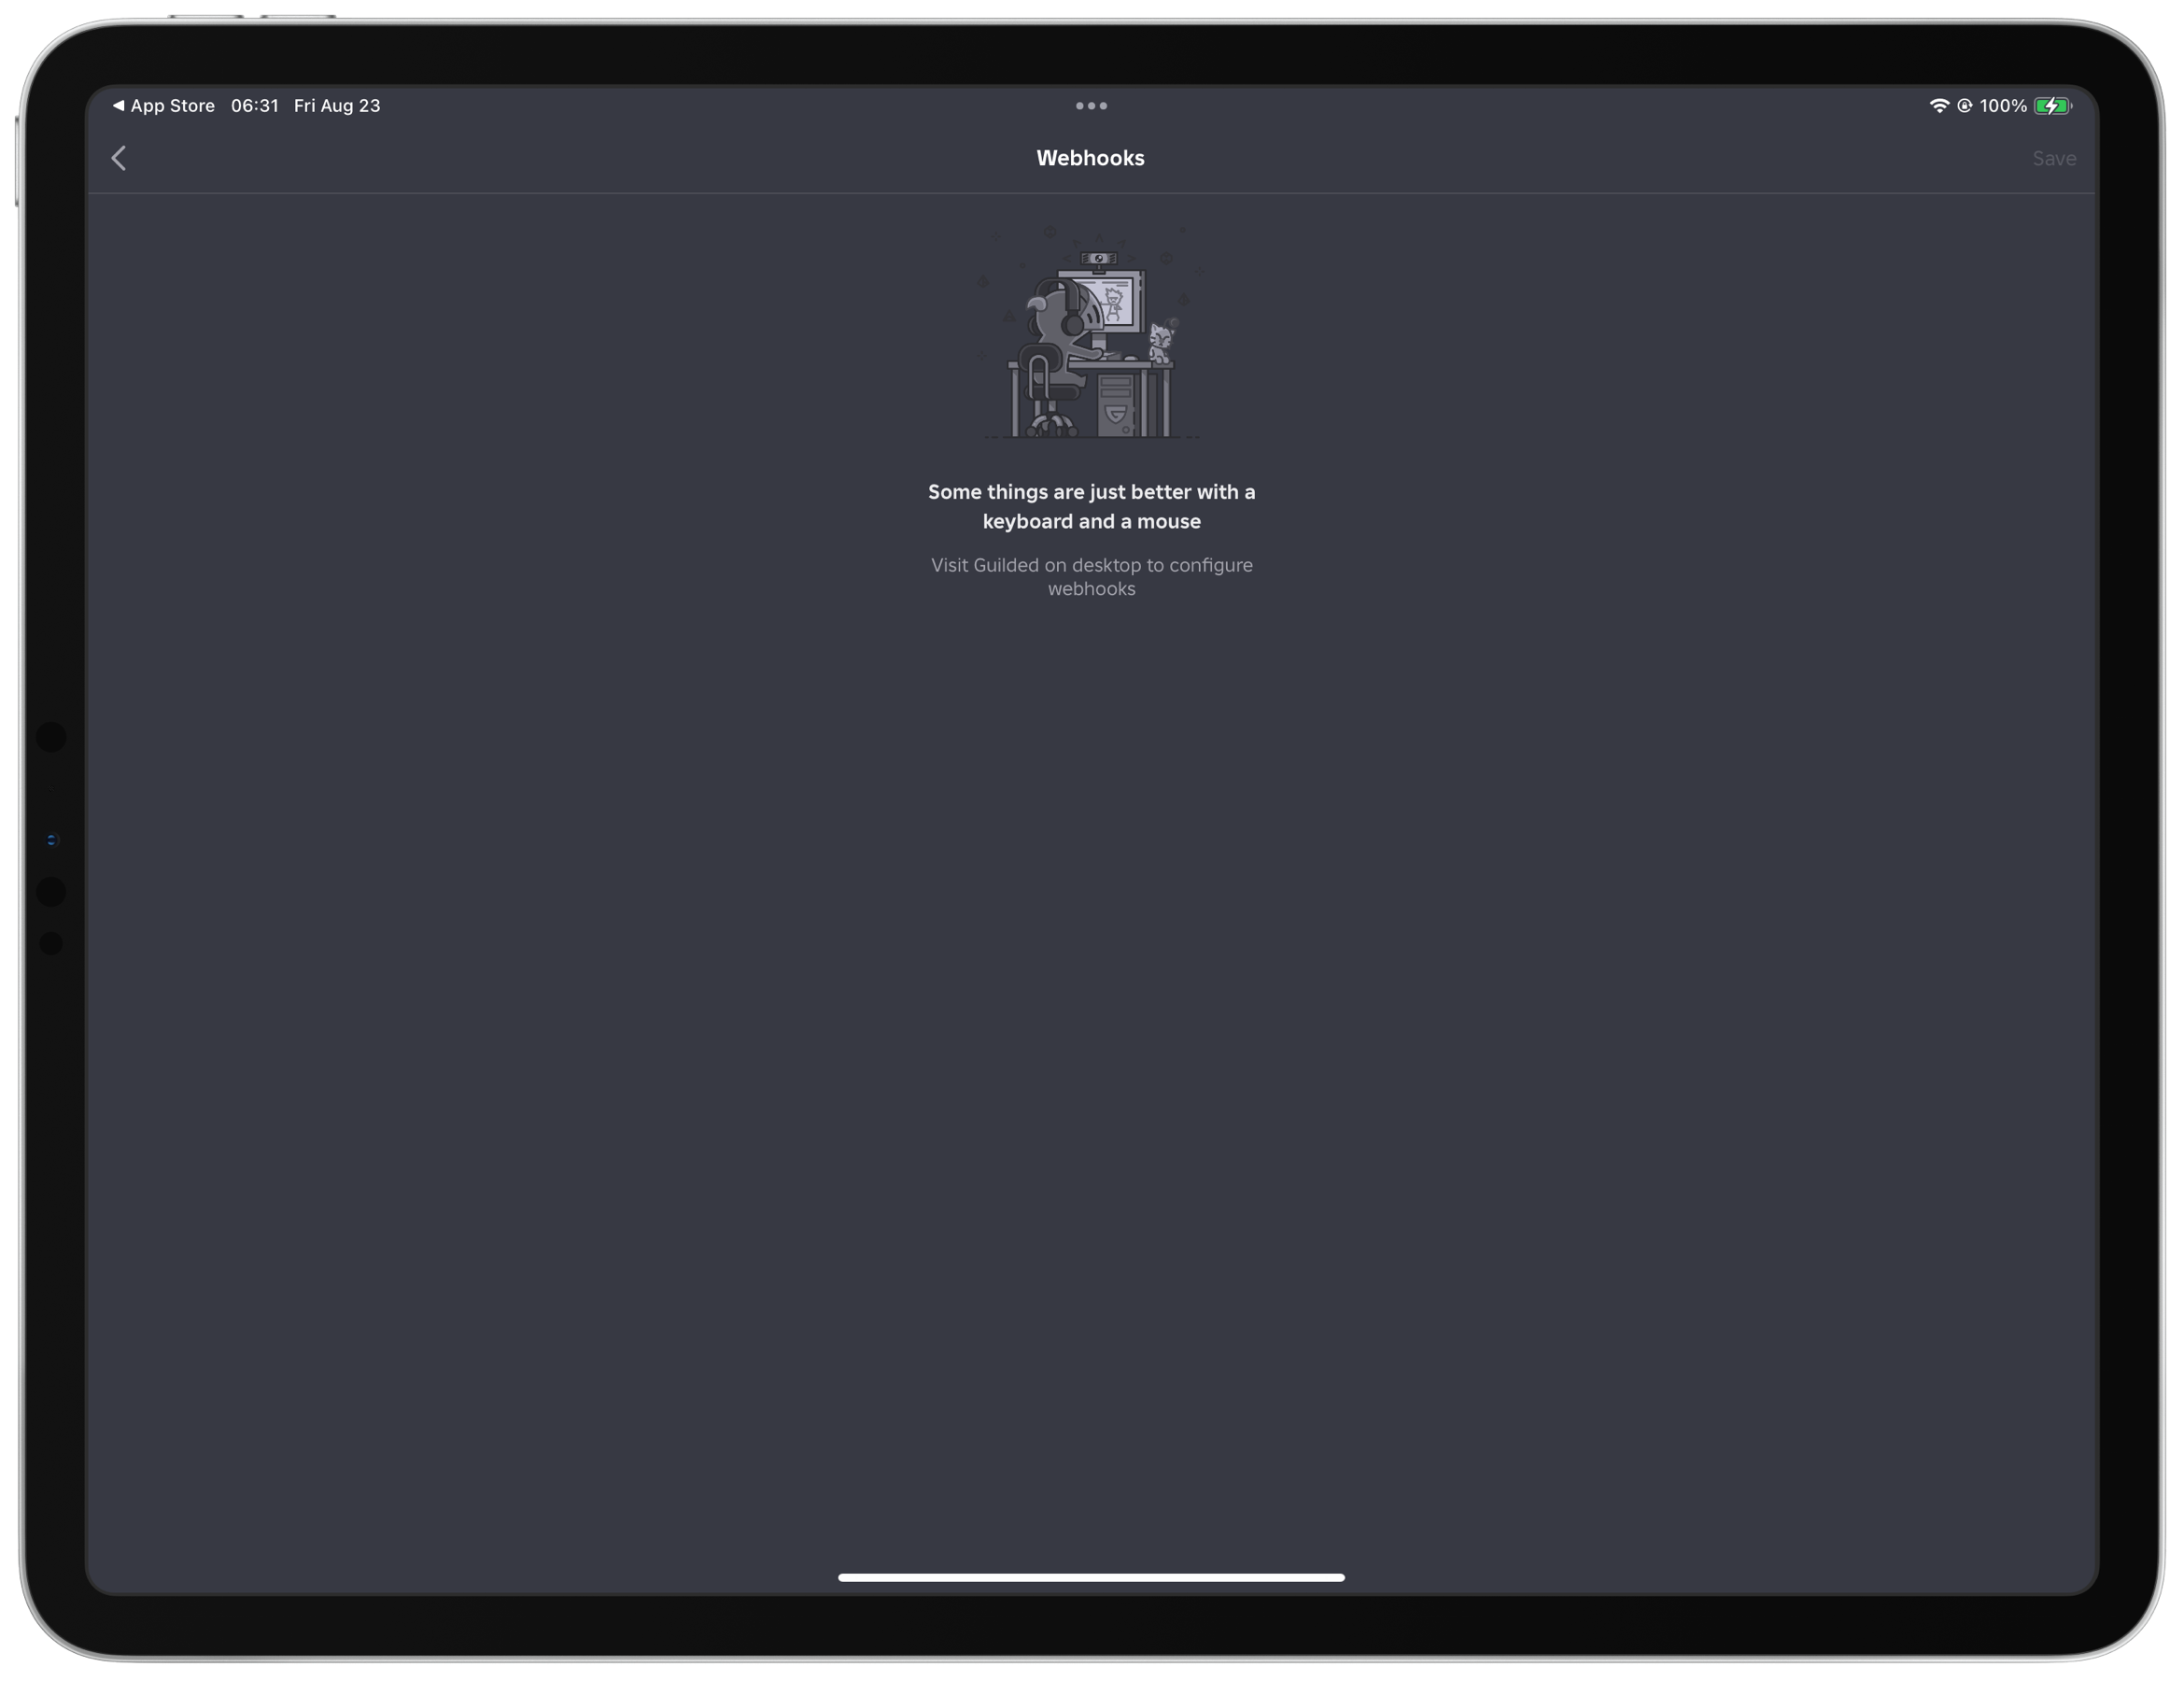 App Store 06:31 Fri Aug 23
100%
Webhooks
Save
Some things are just better with a
keyboard and a mouse
Visit Guilded on desktop to configure
webhooks